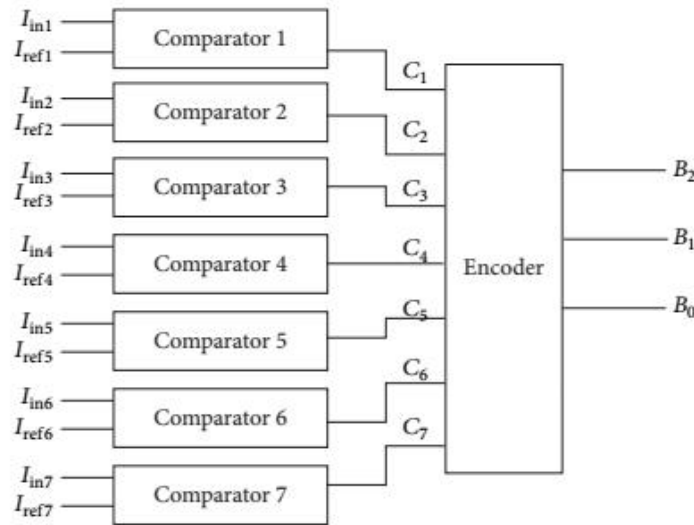 I_in1
I_ref1
Comparator 1
C_1
I_in2
I_ref2
Comparator 2
C_2
I_in3
I_ref3
Comparator 3
C_3
B_2
I_in4
I_ref4
Comparator 4
C_4
Encoder
B_1
I_in5
I_ref5
Comparator 5
C_5
B_0
I_in6
I_ref6
Comparator 6
C_6
I_in7
I_ref7
Comparator 7
C_7